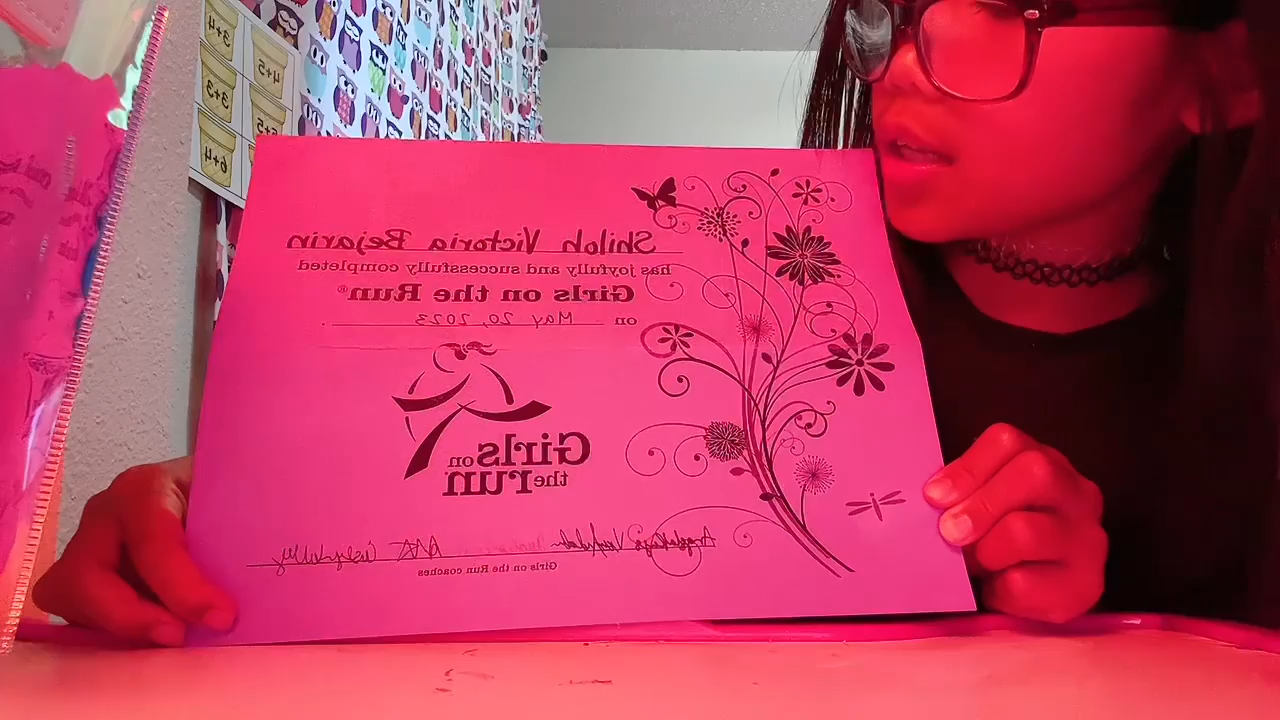 Shiloh Victoria Bejarin
has joyfully and successfully completed
Girls on the Run®
on May 20, 2023.
Girls on
the run
Girls on the Run coaches
3+4
4+5
3+3
6+4